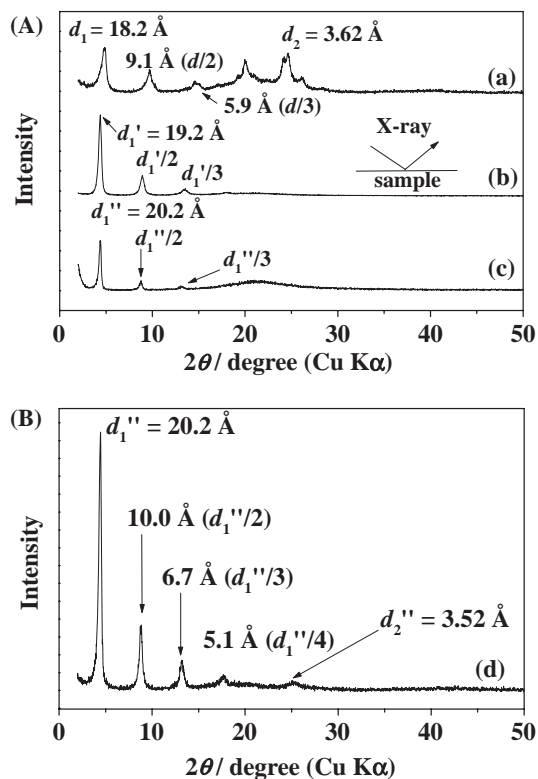 (A)
d₁ = 18.2 Å
9.1 Å (d/2)
5.9 Å (d/3)
d₂ = 3.62 Å
(a)
d₁' = 19.2 Å
d₁'/2
d₁'/3
X-ray
sample
(b)
d₁'' = 20.2 Å
d₁''/2
d₁''/3
(c)
Intensity
0 10 20 30 40 50
2θ / degree (Cu Kα)
(B)
d₁'' = 20.2 Å
10.0 Å (d₁''/2)
6.7 Å (d₁''/3)
5.1 Å (d₁''/4)
d₂'' = 3.52 Å
(d)
Intensity
0 10 20 30 40 50
2θ / degree (Cu Kα)